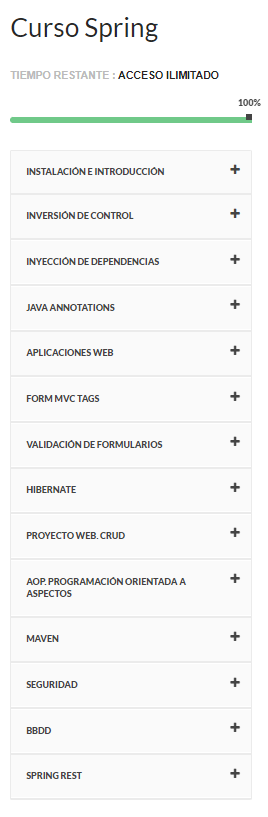 Curso Spring
TIEMPO RESTANTE : ACCESO ILIMITADO
100%
INSTALACIÓN E INTRODUCCIÓN
INVERSIÓN DE CONTROL
INYECCIÓN DE DEPENDENCIAS
JAVA ANNOTATIONS
APLICACIONES WEB
FORM MVC TAGS
VALIDACIÓN DE FORMULARIOS
HIBERNATE
PROYECTO WEB. CRUD
AOP. PROGRAMACIÓN ORIENTADA A
ASPECTOS
MAVEN
SEGURIDAD
BBDD
SPRING REST